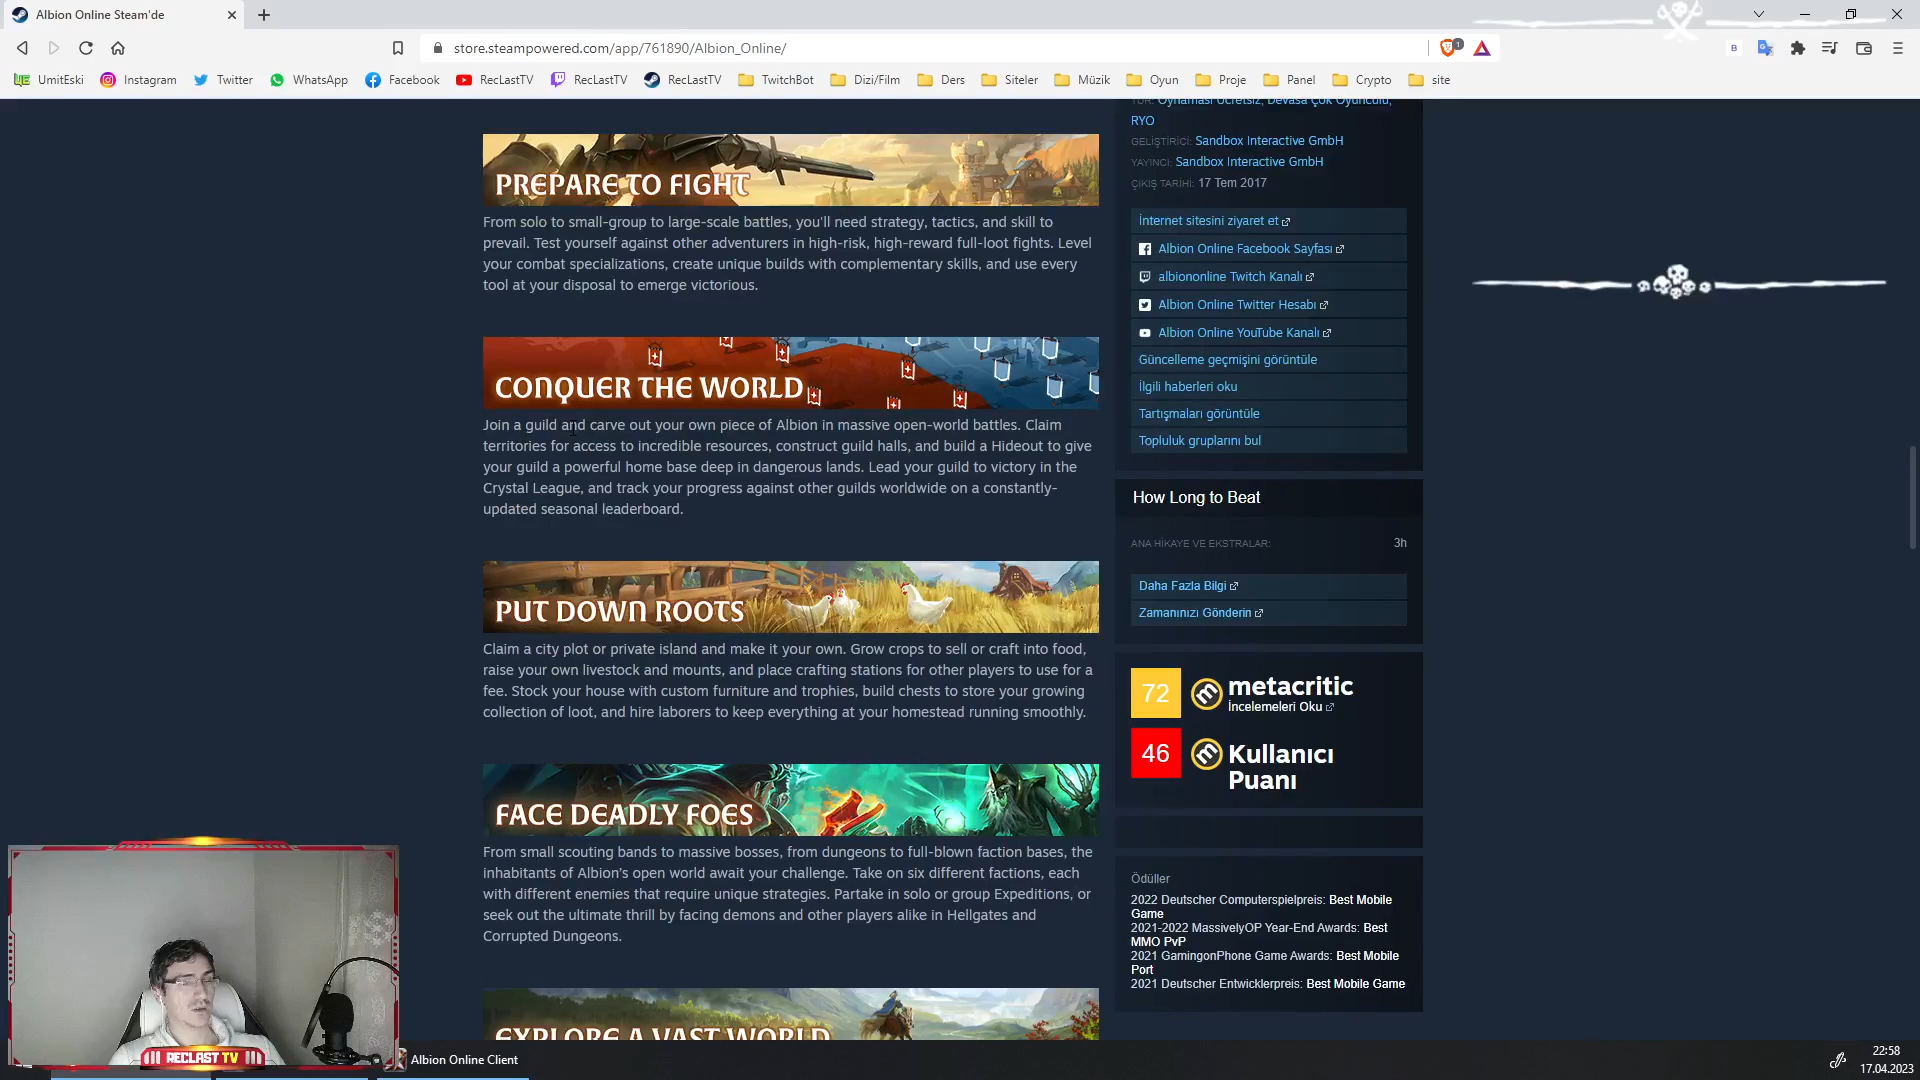 Albion Online Steam'de
store.steampowered.com/app/761890/Albion_Online/
1
B
UmitEski
Instagram
Twitter
WhatsApp
Facebook
RecLastTV
RecLastTV
RecLastTV
TwitchBot
Dizi/Film
Ders
Siteler
Müzik
Oyun
Proje
Panel
Crypto
site
PREPARE TO FIGHT
From solo to small-group to large-scale battles, you'll need strategy, tactics, and skill to
prevail. Test yourself against other adventurers in high-risk, high-reward full-loot fights. Level
your combat specializations, create unique builds with complementary skills, and use every
tool at your disposal to emerge victorious.
CONQUER THE WORLD
Join a guild and carve out your own piece of Albion in massive open-world battles. Claim
territories for access to incredible resources, construct guild halls, and build a Hideout to give
your guild a powerful home base deep in dangerous lands. Lead your guild to victory in the
Crystal League, and track your progress against other guilds worldwide on a constantly-
updated seasonal leaderboard.
PUT DOWN ROOTS
Claim a city plot or private island and make it your own. Grow crops to sell or craft into food,
raise your own livestock and mounts, and place crafting stations for other players to use for a
fee. Stock your house with custom furniture and trophies, build chests to store your growing
collection of loot, and hire laborers to keep everything at your homestead running smoothly.
FACE DEADLY FOES
From small scouting bands to massive bosses, from dungeons to full-blown faction bases, the
inhabitants of Albion's open world await your challenge. Take on six different factions, each
with different enemies that require unique strategies. Partake in solo or group Expeditions, or
seek out the ultimate thrill by facing demons and other players alike in Hellgates and
Corrupted Dungeons.
EXPLORE A VAST WORLD
TÜR: Oynaması Ücretsiz, Devasa Çok Oyunculu,
RYO
GELİŞTİRİCİ: Sandbox Interactive GmbH
YAYINCI: Sandbox Interactive GmbH
ÇIKIŞ TARİHİ: 17 Tem 2017
İnternet sitesini ziyaret et
Albion Online Facebook Sayfası
albiononline Twitch Kanalı
Albion Online Twitter Hesabı
Albion Online YouTube Kanalı
Güncelleme geçmişini görüntüle
İlgili haberleri oku
Tartışmaları görüntüle
Topluluk gruplarını bul
How Long to Beat
ANA HİKAYE VE EKSTRALAR: 3h
Daha Fazla Bilgi
Zamanınızı Gönderin
72 metacritic
İncelemeleri Oku
46 Kullanıcı
Puanı
Ödüller
2022 Deutscher Computerspielpreis: Best Mobile
Game
2021-2022 MassivelyOP Year-End Awards: Best
MMO PvP
2021 GamingonPhone Game Awards: Best Mobile
Port
2021 Deutscher Entwicklerpreis: Best Mobile Game
RECLAST TV
Albion Online Client
22:58
17.04.2023